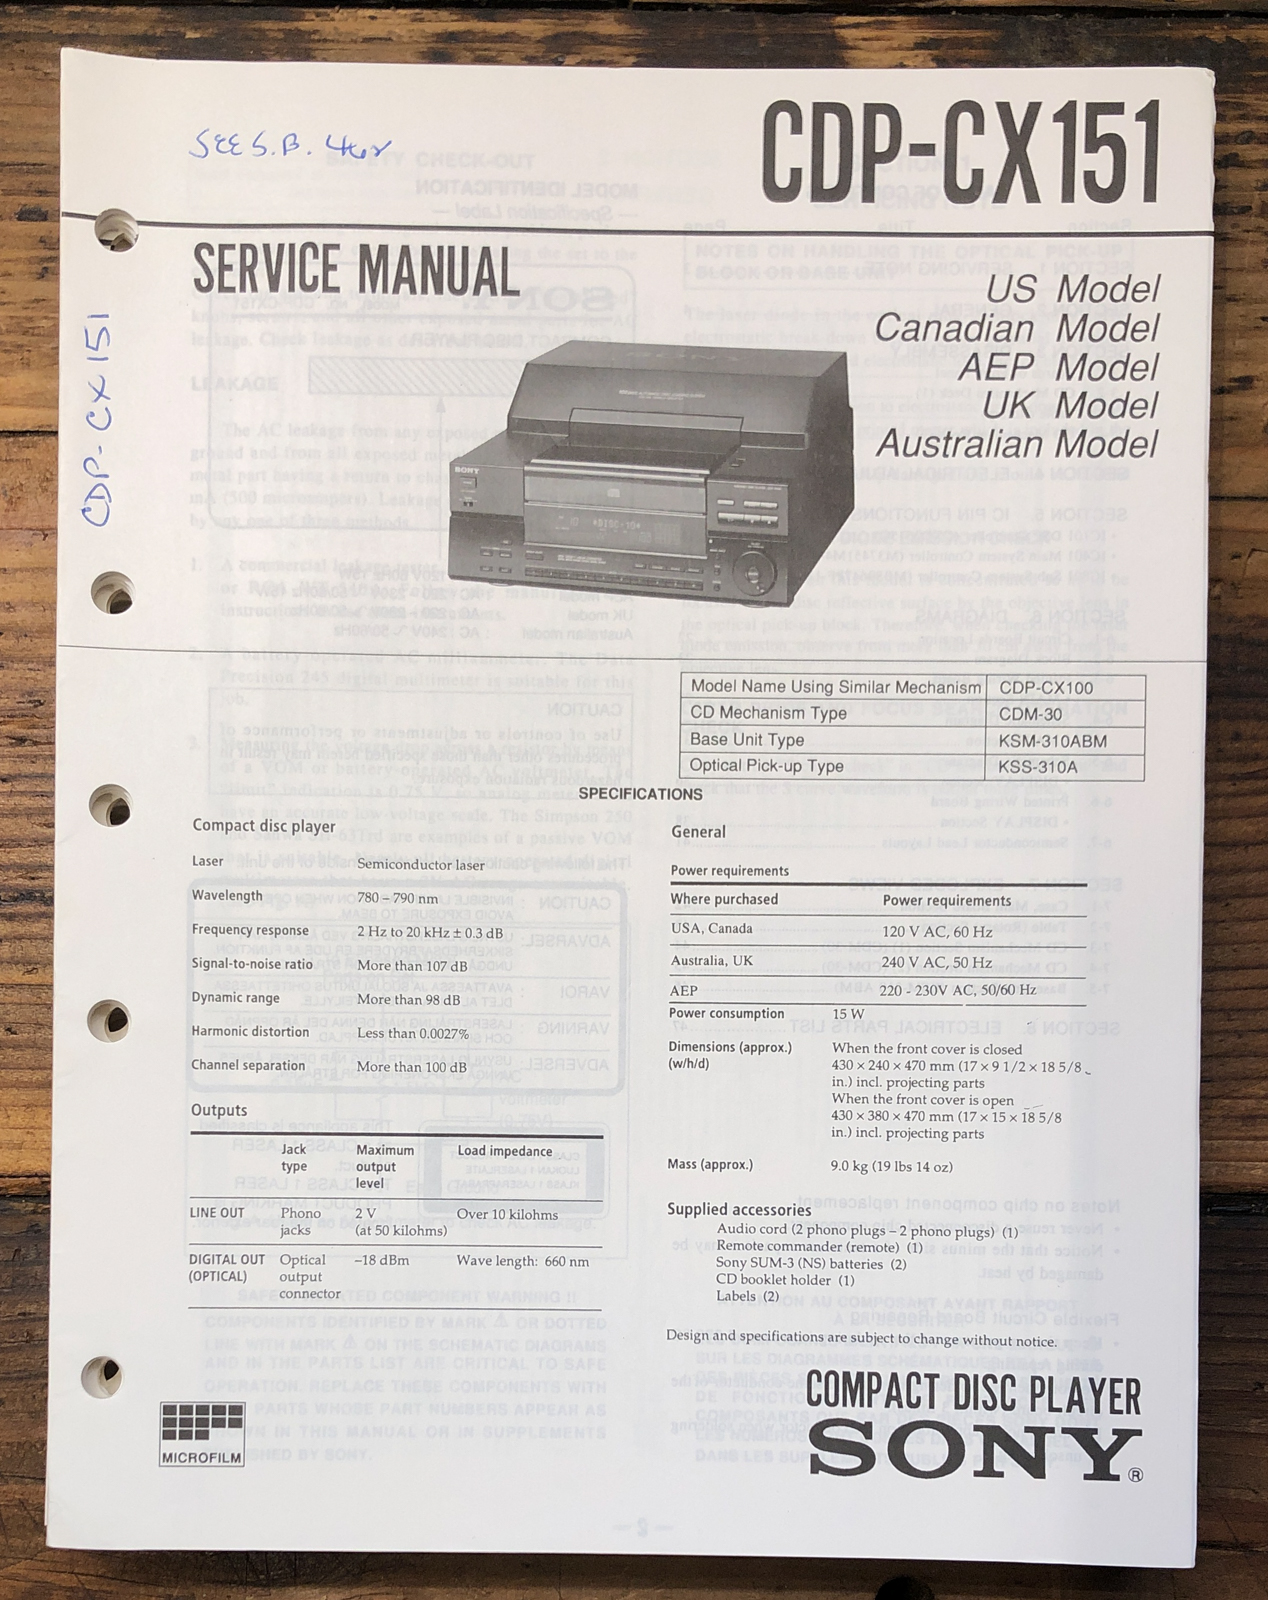 SEE S.B. 462
CDP-CX151
CDP-CX151
SERVICE MANUAL
US Model
Canadian Model
AEP Model
UK Model
Australian Model
SONY
Model Name Using Similar Mechanism CDP-CX100
CD Mechanism Type CDM-30
Base Unit Type KSM-310ABM
Optical Pick-up Type KSS-310A
SPECIFICATIONS
Compact disc player
Laser Semiconductor laser
Wavelength 780 – 790 nm
Frequency response 2 Hz to 20 kHz ± 0.3 dB
Signal-to-noise ratio More than 107 dB
Dynamic range More than 98 dB
Harmonic distortion Less than 0.0027%
Channel separation More than 100 dB
Outputs
Jack type Maximum output level Load impedance
LINE OUT Phono jacks 2 V (at 50 kilohms) Over 10 kilohms
DIGITAL OUT (OPTICAL) Optical output connector –18 dBm Wave length: 660 nm
General
Power requirements
Where purchased Power requirements
USA, Canada 120 V AC, 60 Hz
Australia, UK 240 V AC, 50 Hz
AEP 220 - 230V AC, 50/60 Hz
Power consumption 15 W
Dimensions (approx.) When the front cover is closed
(w/h/d) 430 × 240 × 470 mm (17 × 9 1/2 × 18 5/8
in.) incl. projecting parts
When the front cover is open
430 × 380 × 470 mm (17 × 15 × 18 5/8
in.) incl. projecting parts
Mass (approx.) 9.0 kg (19 lbs 14 oz)
Supplied accessories
Audio cord (2 phono plugs – 2 phono plugs) (1)
Remote commander (remote) (1)
Sony SUM-3 (NS) batteries (2)
CD booklet holder (1)
Labels (2)
Design and specifications are subject to change without notice.
MICROFILM
COMPACT DISC PLAYER
SONY®